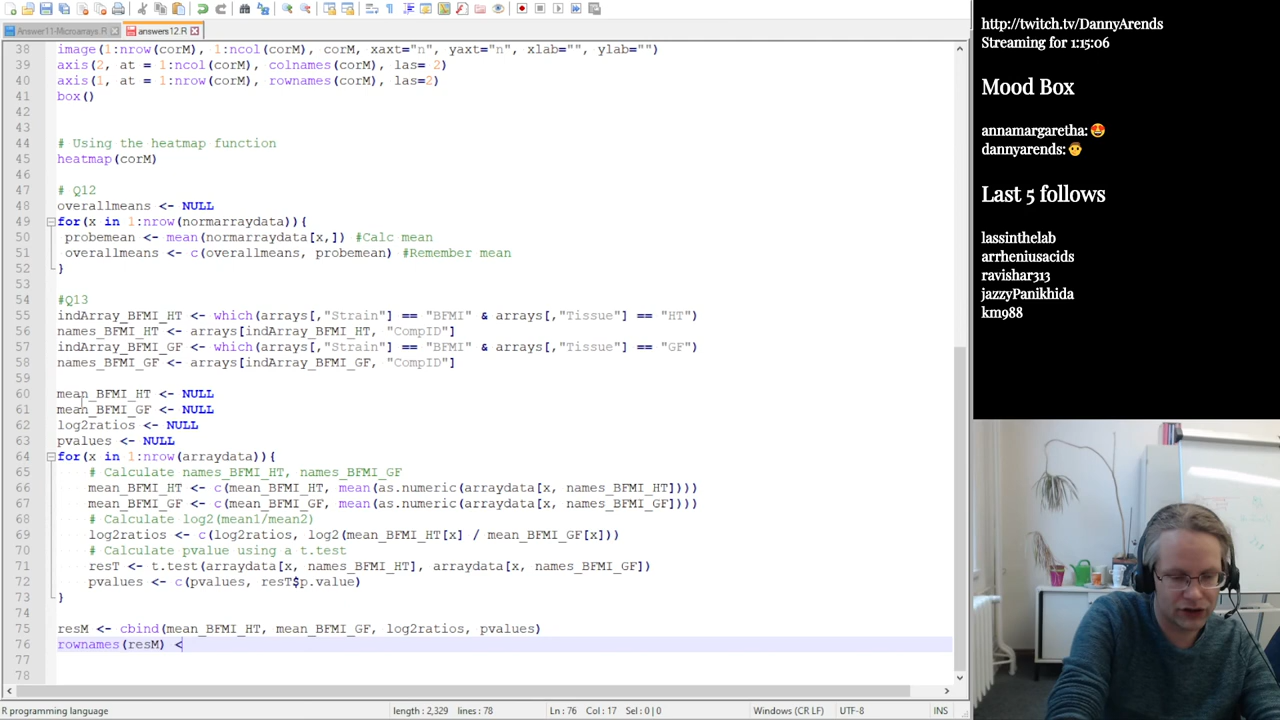 Answer11-Microarrays.R
answers12.R
38 image(1:nrow(corM), 1:ncol(corM), corM, xaxt="n", yaxt="n", xlab="", ylab="")
39 axis(2, at = 1:ncol(corM), colnames(corM), las= 2)
40 axis(1, at = 1:nrow(corM), rownames(corM), las=2)
41 box()
42
43
44 # Using the heatmap function
45 heatmap(corM)
46
47 # Q12
48 overallmeans <- NULL
49 for(x in 1:nrow(normarraydata)){
50 probemean <- mean(normarraydata[x,]) #Calc mean
51 overallmeans <- c(overallmeans, probemean) #Remember mean
52 }
53
54 #Q13
55 indArray_BFMI_HT <- which(arrays[,"Strain"] == "BFMI" & arrays[,"Tissue"] == "HT")
56 names_BFMI_HT <- arrays[indArray_BFMI_HT, "CompID"]
57 indArray_BFMI_GF <- which(arrays[,"Strain"] == "BFMI" & arrays[,"Tissue"] == "GF")
58 names_BFMI_GF <- arrays[indArray_BFMI_GF, "CompID"]
59
60 mean_BFMI_HT <- NULL
61 mean_BFMI_GF <- NULL
62 log2ratios <- NULL
63 pvalues <- NULL
64 for(x in 1:nrow(arraydata)){
65 # Calculate names_BFMI_HT, names_BFMI_GF
66 mean_BFMI_HT <- c(mean_BFMI_HT, mean(as.numeric(arraydata[x, names_BFMI_HT])))
67 mean_BFMI_GF <- c(mean_BFMI_GF, mean(as.numeric(arraydata[x, names_BFMI_GF])))
68 # Calculate log2(mean1/mean2)
69 log2ratios <- c(log2ratios, log2(mean_BFMI_HT[x] / mean_BFMI_GF[x]))
70 # Calculate pvalue using a t.test
71 resT <- t.test(arraydata[x, names_BFMI_HT], arraydata[x, names_BFMI_GF])
72 pvalues <- c(pvalues, resT$p.value)
73 }
74
75 resM <- cbind(mean_BFMI_HT, mean_BFMI_GF, log2ratios, pvalues)
76 rownames(resM) <
77
78
R programming language
length : 2,329 lines : 78
Ln : 76 Col : 17 Sel : 0 | 0
Windows (CR LF)
UTF-8
INS
http://twitch.tv/DannyArends
Streaming for 1:15:06
Mood Box
annamargaretha: 😍
dannyarends: 👨
Last 5 follows
lassinthelab
arrheniusacids
ravishar313
jazzyPanikhida
km988